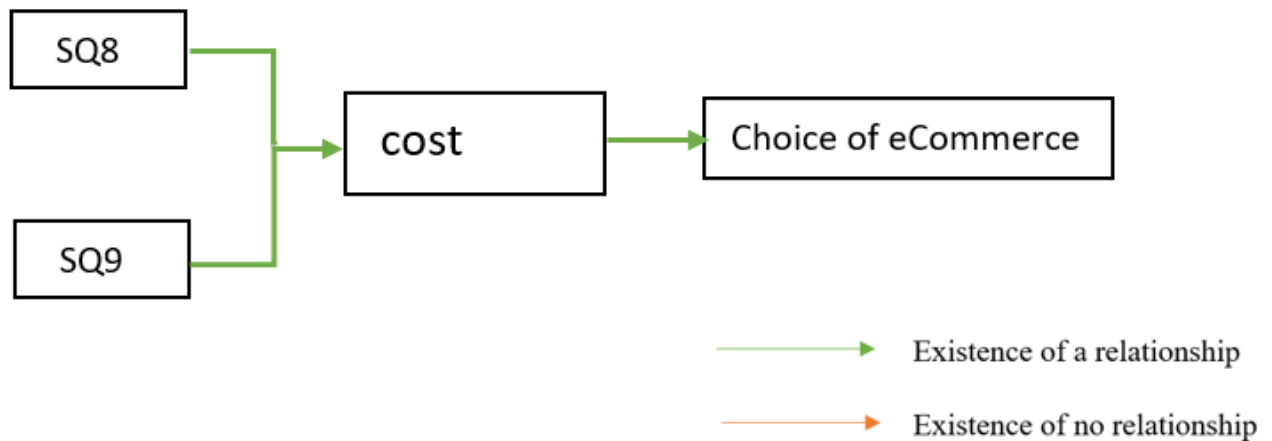 SQ8
cost
Choice of eCommerce
SQ9
Existence of a relationship
Existence of no relationship